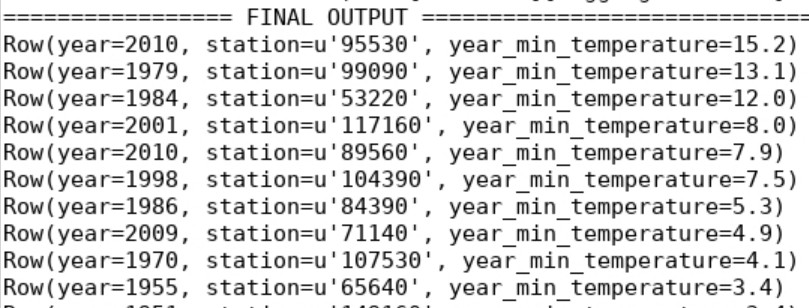 ================= FINAL OUTPUT =============================
Row(year=2010, station=u'95530', year_min_temperature=15.2)
Row(year=1979, station=u'99090', year_min_temperature=13.1)
Row(year=1984, station=u'53220', year_min_temperature=12.0)
Row(year=2001, station=u'117160', year_min_temperature=8.0)
Row(year=2010, station=u'89560', year_min_temperature=7.9)
Row(year=1998, station=u'104390', year_min_temperature=7.5)
Row(year=1986, station=u'84390', year_min_temperature=5.3)
Row(year=2009, station=u'71140', year_min_temperature=4.9)
Row(year=1970, station=u'107530', year_min_temperature=4.1)
Row(year=1955, station=u'65640', year_min_temperature=3.4)